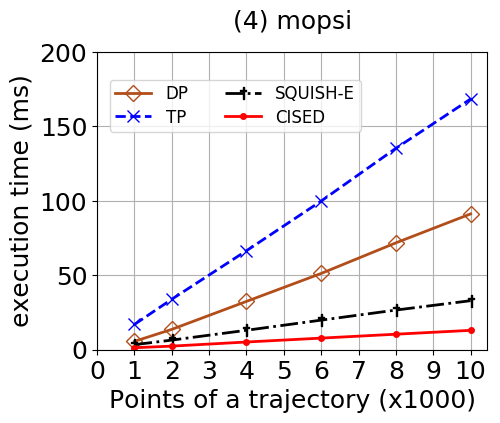 (4) mopsi
200
150
100
50
0
execution time (ms)
DP
TP
SQUISH-E
CISED
0 1 2 3 4 5 6 7 8 9 10
Points of a trajectory (x1000)